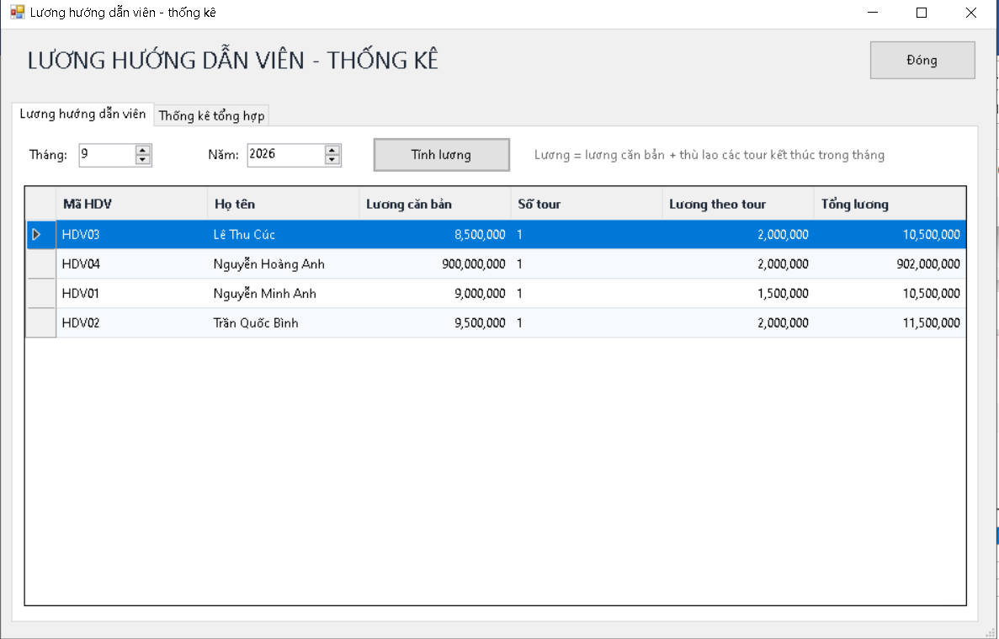 Lương hướng dẫn viên - thống kê
LƯƠNG HƯỚNG DẪN VIÊN - THỐNG KÊ
Đóng
Lương hướng dẫn viên Thống kê tổng hợp
Tháng: 9 Năm: 2026 Tính lương Lương = lương căn bản + thù lao các tour kết thúc trong tháng
Mã HDV Họ tên Lương căn bản Số tour Lương theo tour Tổng lương
HDV03 Lê Thu Cúc 8,500,000 1 2,000,000 10,500,000
HDV04 Nguyễn Hoàng Anh 900,000,000 1 2,000,000 902,000,000
HDV01 Nguyễn Minh Anh 9,000,000 1 1,500,000 10,500,000
HDV02 Trần Quốc Bình 9,500,000 1 2,000,000 11,500,000